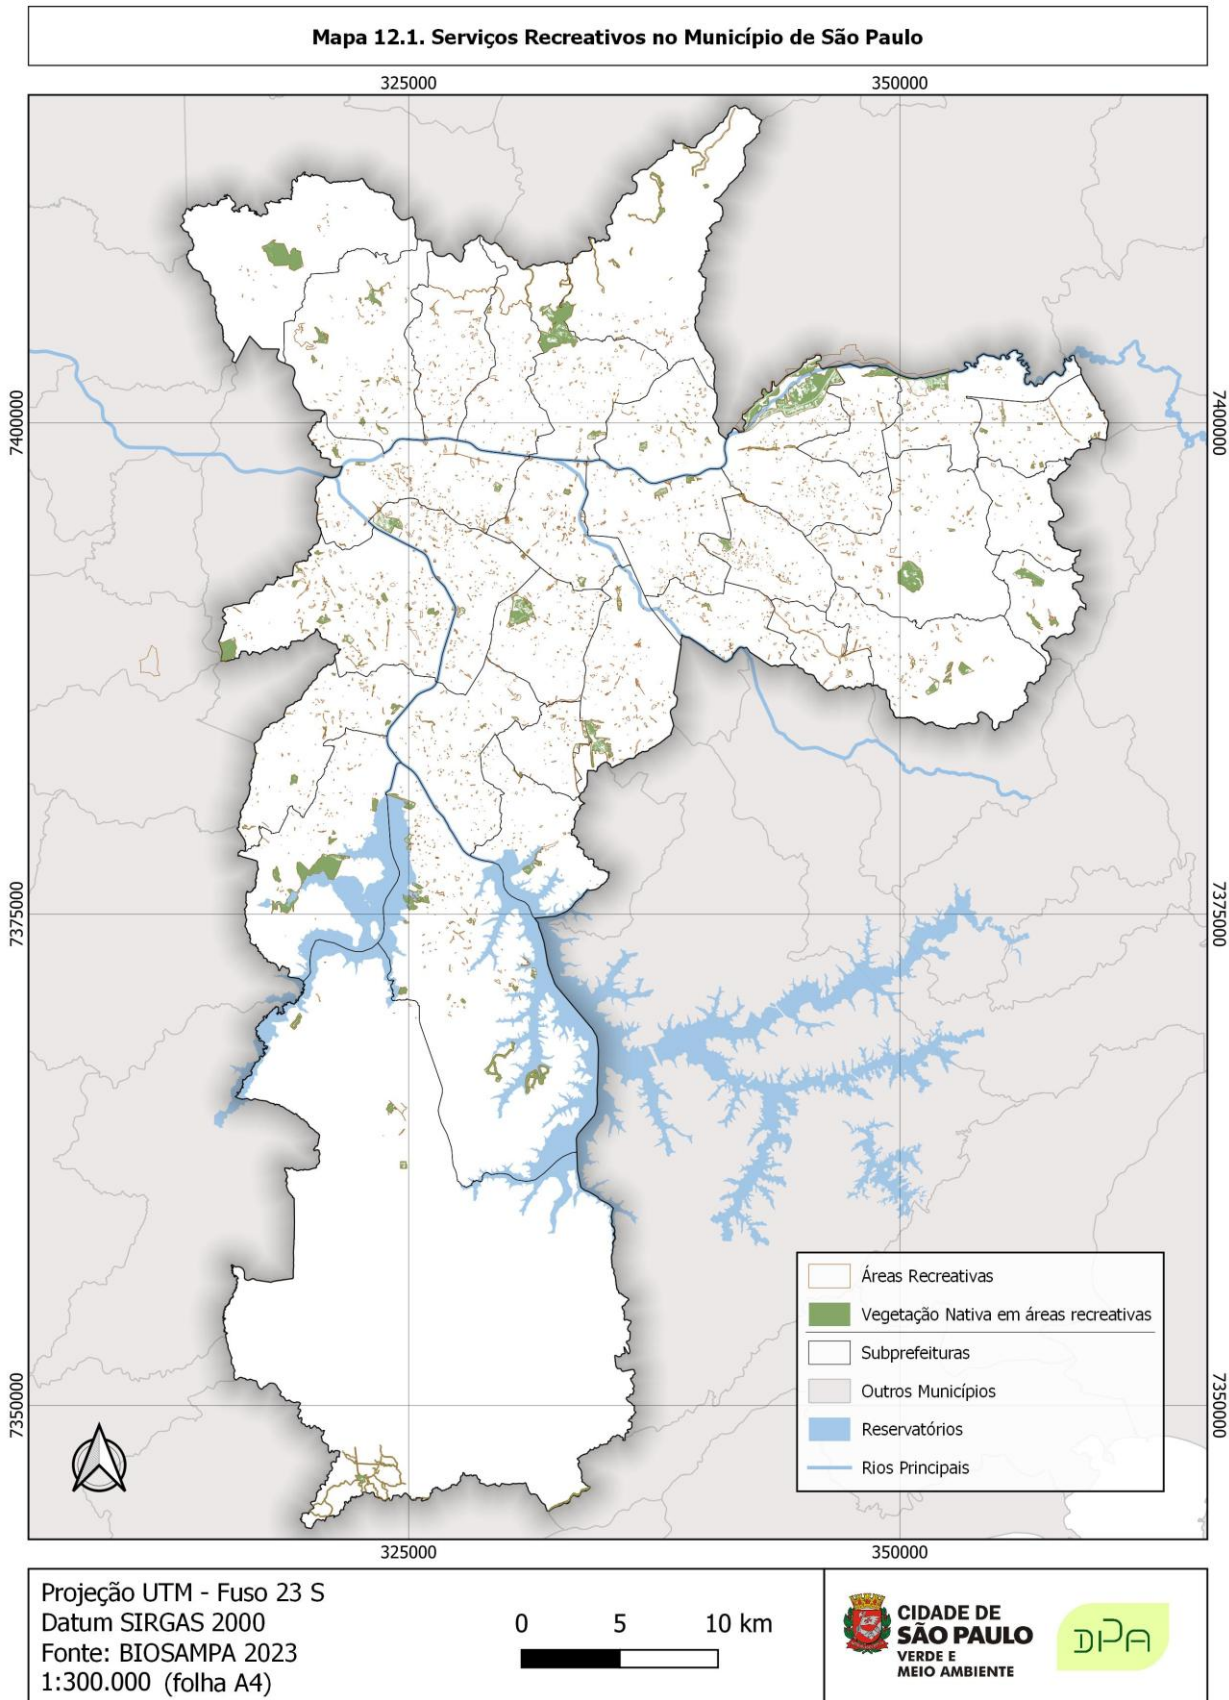 Mapa 12.1. Serviços Recreativos no Município de São Paulo
325000
350000
7400000
7400000
7375000
7375000
7350000
7350000
Áreas Recreativas
Vegetação Nativa em áreas recreativas
Subprefeituras
Outros Municípios
Reservatórios
Rios Principais
325000
350000
Projeção UTM - Fuso 23 S
Datum SIRGAS 2000
Fonte: BIOSAMPA 2023
1:300.000 (folha A4)
0 5 10 km
CIDADE DE
SÃO PAULO
VERDE E
MEIO AMBIENTE
DPA